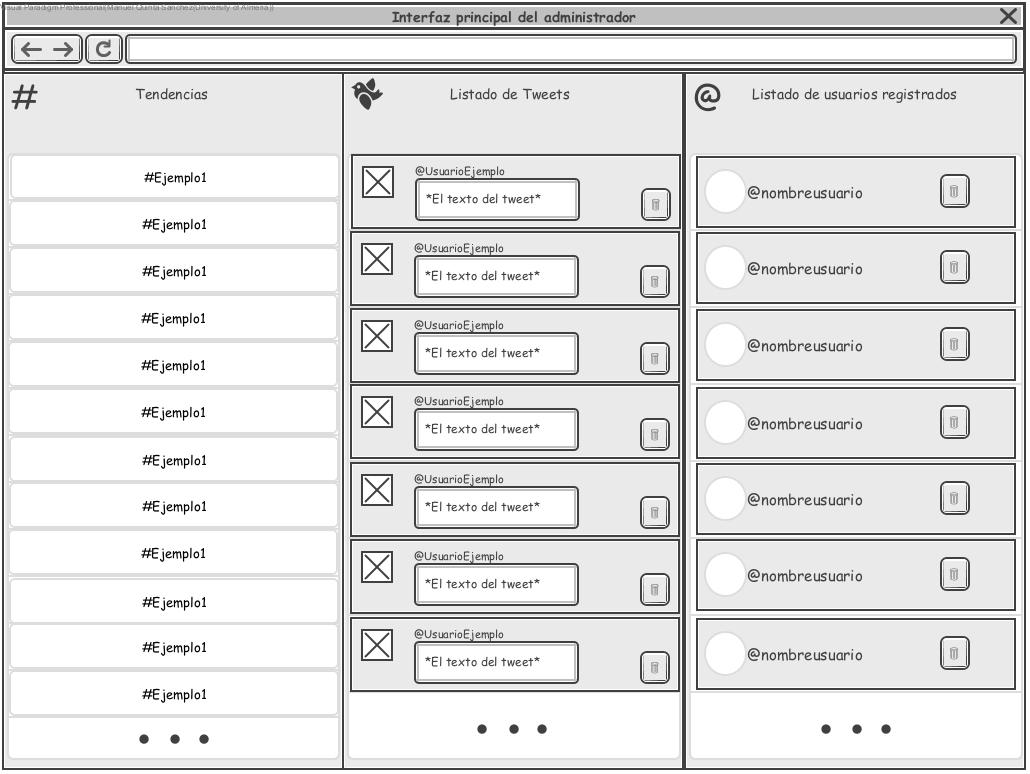 Visual Paradigm Professional(Manuel Quinta Sanchez(University of Almeria))
Interfaz principal del administrador
# Tendencias
#Ejemplo1
#Ejemplo1
#Ejemplo1
#Ejemplo1
#Ejemplo1
#Ejemplo1
#Ejemplo1
#Ejemplo1
#Ejemplo1
#Ejemplo1
#Ejemplo1
#Ejemplo1
Listado de Tweets
@UsuarioEjemplo
*El texto del tweet*
@UsuarioEjemplo
*El texto del tweet*
@UsuarioEjemplo
*El texto del tweet*
@UsuarioEjemplo
*El texto del tweet*
@UsuarioEjemplo
*El texto del tweet*
@UsuarioEjemplo
*El texto del tweet*
@UsuarioEjemplo
*El texto del tweet*
@ Listado de usuarios registrados
@nombreusuario
@nombreusuario
@nombreusuario
@nombreusuario
@nombreusuario
@nombreusuario
@nombreusuario